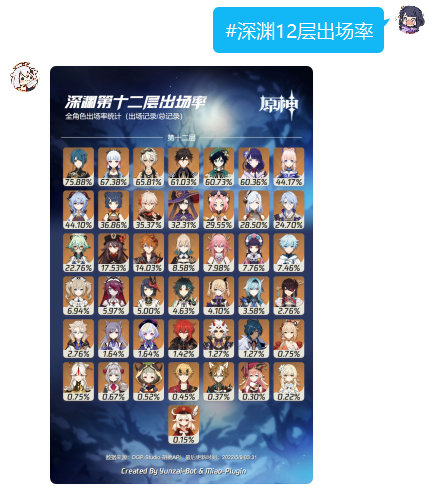 #深渊12层出场率
深渊第十二层出场率
原神
全角色出场率统计（出场记录/总记录）
第十二层
75.88% 67.38% 65.81% 61.03% 60.73% 60.36% 44.17%
44.10% 36.86% 35.37% 32.31% 29.55% 28.50% 24.70%
22.76% 17.53% 14.03% 8.58% 7.98% 7.76% 7.46%
6.94% 5.97% 5.00% 4.63% 4.10% 3.58% 2.76%
2.76% 1.64% 1.64% 1.42% 1.27% 1.27% 0.75%
0.75% 0.67% 0.52% 0.45% 0.37% 0.30% 0.22%
0.15%
数据来源：DGP Studio
Created By Yunzai-Bot & Miao-Plugin